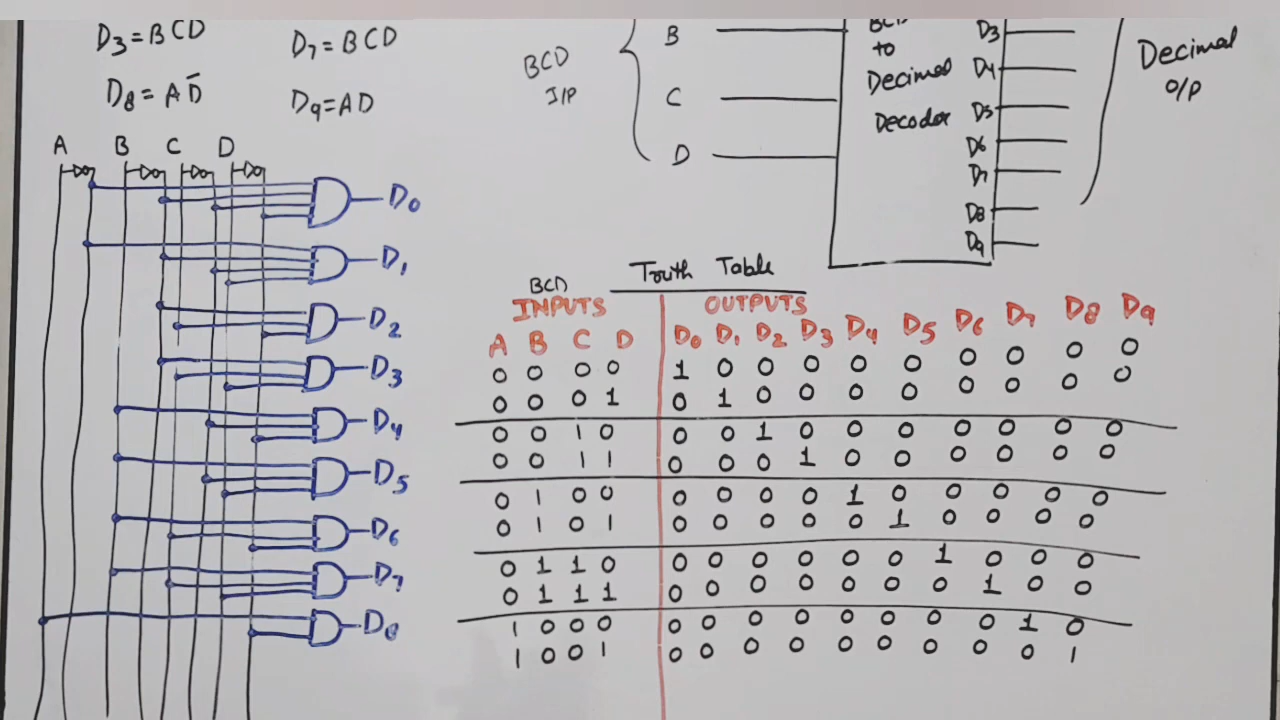 D3 = BCD
D7 = BCD
D8 = AD̄
D9 = AD
A B C D
D0
D1
D2
D3
D4
D5
D6
D7
D8
BCD
I/P
B
C
D
to
Decimal
Decoder
D3
D4
D5
D6
D7
D8
D9
Decimal
O/P
Truth Table
BCD
INPUTS OUTPUTS
A B C D D0 D1 D2 D3 D4 D5 D6 D7 D8 D9
0 0 0 0 1 0 0 0 0 0 0 0 0 0
0 0 0 1 0 1 0 0 0 0 0 0 0 0
0 0 1 0 0 0 1 0 0 0 0 0 0 0
0 0 1 1 0 0 0 1 0 0 0 0 0 0
0 1 0 0 0 0 0 0 1 0 0 0 0 0
0 1 0 1 0 0 0 0 0 1 0 0 0 0
0 1 1 0 0 0 0 0 0 0 1 0 0 0
0 1 1 1 0 0 0 0 0 0 0 1 0 0
1 0 0 0 0 0 0 0 0 0 0 0 1 0
1 0 0 1 0 0 0 0 0 0 0 0 0 1